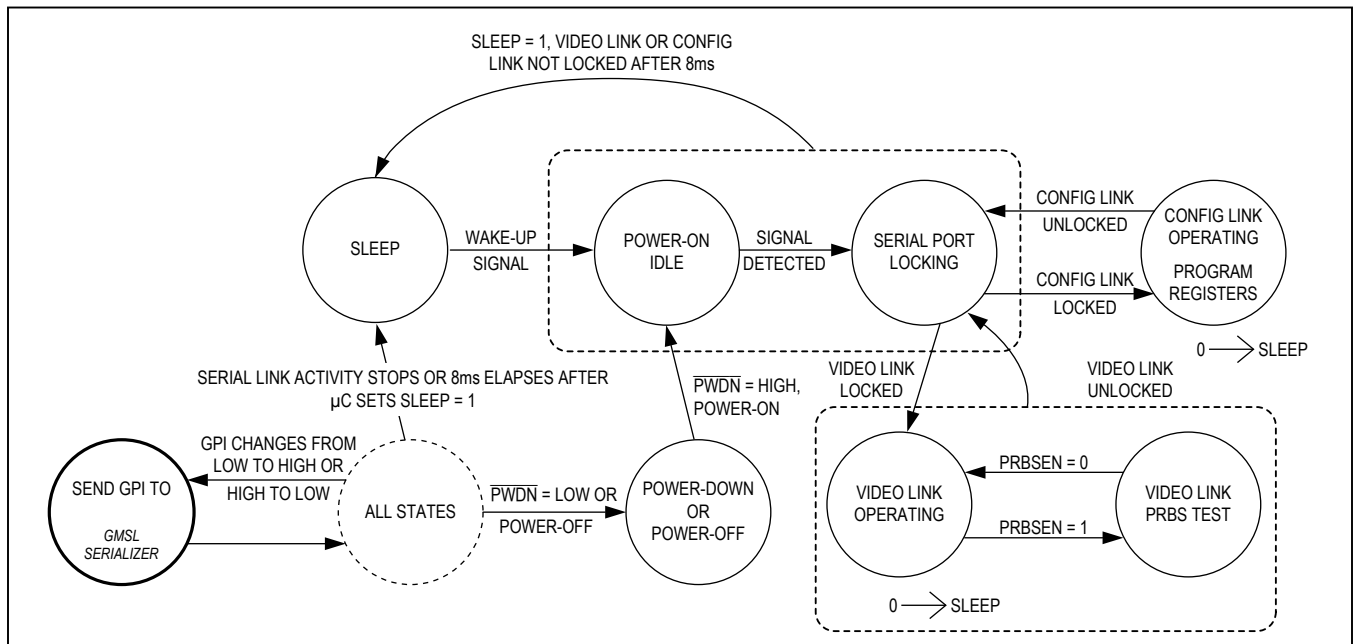 SLEEP = 1, VIDEO LINK OR CONFIG
LINK NOT LOCKED AFTER 8ms
SLEEP
WAKE-UP
SIGNAL
POWER-ON
IDLE
SIGNAL
DETECTED
SERIAL PORT
LOCKING
CONFIG LINK
UNLOCKED
CONFIG LINK
LOCKED
CONFIG LINK
OPERATING
PROGRAM
REGISTERS
0 → SLEEP
SERIAL LINK ACTIVITY STOPS OR 8ms ELAPSES AFTER
µC SETS SLEEP = 1
PWDN = HIGH,
POWER-ON
VIDEO LINK
LOCKED
VIDEO LINK
UNLOCKED
GPI CHANGES FROM
LOW TO HIGH OR
HIGH TO LOW
SEND GPI TO
GMSL
SERIALIZER
ALL STATES
PWDN = LOW OR
POWER-OFF
POWER-DOWN
OR
POWER-OFF
VIDEO LINK
OPERATING
PRBSEN = 0
PRBSEN = 1
VIDEO LINK
PRBS TEST
0 → SLEEP